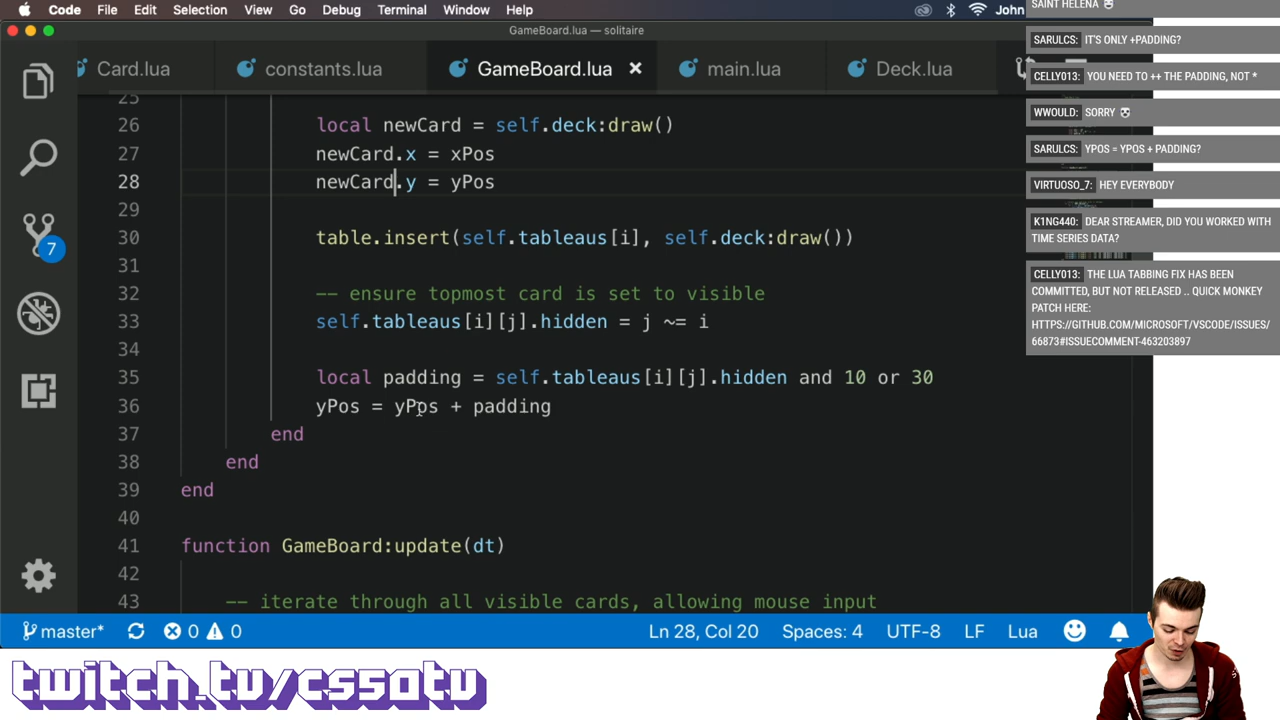 Code File Edit Selection View Go Debug Terminal Window Help John
GameBoard.lua — solitaire
Card.lua constants.lua GameBoard.lua × main.lua Deck.lua
25
26 local newCard = self.deck:draw()
27 newCard.x = xPos
28 newCard.y = yPos
29
30 table.insert(self.tableaus[i], self.deck:draw())
31
32 -- ensure topmost card is set to visible
33 self.tableaus[i][j].hidden = j ~= i
34
35 local padding = self.tableaus[i][j].hidden and 10 or 30
36 yPos = yPos + padding
37 end
38 end
39 end
40
41 function GameBoard:update(dt)
42
43 -- iterate through all visible cards, allowing mouse input
7
master* 0 0 Ln 28, Col 20 Spaces: 4 UTF-8 LF Lua
SAINT HELENA
SARULCS: IT'S ONLY +PADDING?
CELLY013: YOU NEED TO ++ THE PADDING, NOT *
WWOULD: SORRY
SARULCS: YPOS = YPOS + PADDING?
VIRTUOSO_7: HEY EVERYBODY
K1NG440: DEAR STREAMER, DID YOU WORKED WITH
TIME SERIES DATA?
CELLY013: THE LUA TABBING FIX HAS BEEN
COMMITTED, BUT NOT RELEASED .. QUICK MONKEY
PATCH HERE:
HTTPS://GITHUB.COM/MICROSOFT/VSCODE/ISSUES/
66873#ISSUECOMMENT-463203897
twitch.tv/cs50tv